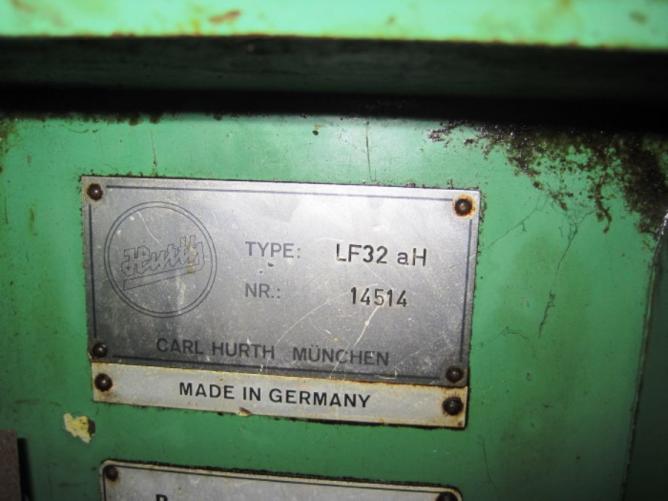 Hurth
TYPE: LF32 aH
NR.: 14514
CARL HURTH MÜNCHEN
MADE IN GERMANY